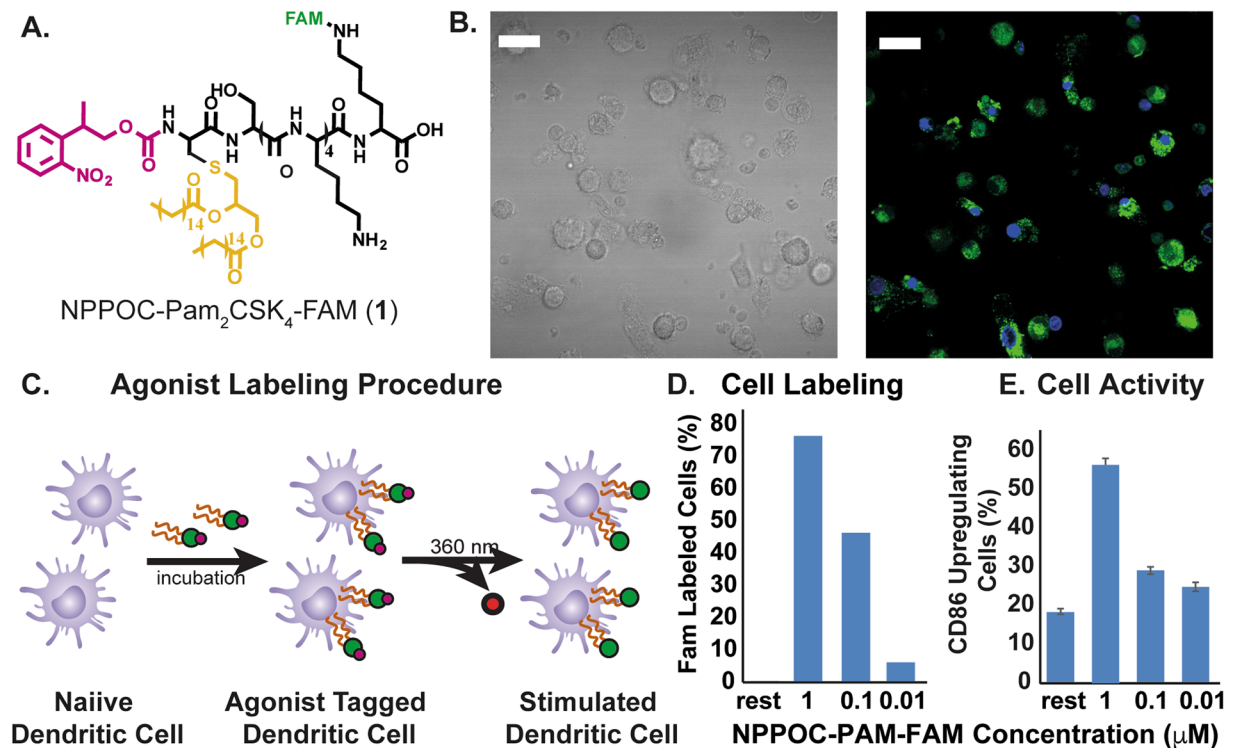 A.
FAM
NH
HO
H
N
O
H
N
O
H
N
O
O
OH
N
H
O
O
N
H
4
O
NO₂
S
O
14
O
14
O
O
NH₂
NPPOC-Pam₂CSK₄-FAM (1)
B.
C. Agonist Labeling Procedure
incubation
360 nm
Naiive
Dendritic Cell
Agonist Tagged
Dendritic Cell
Stimulated
Dendritic Cell
D. Cell Labeling
Fam Labeled Cells (%)
80
70
60
50
40
30
20
10
0
rest 1 0.1 0.01
E. Cell Activity
CD86 Upregulating
Cells (%)
60
50
40
30
20
10
0
rest 1 0.1 0.01
NPPOC-PAM-FAM Concentration (μM)